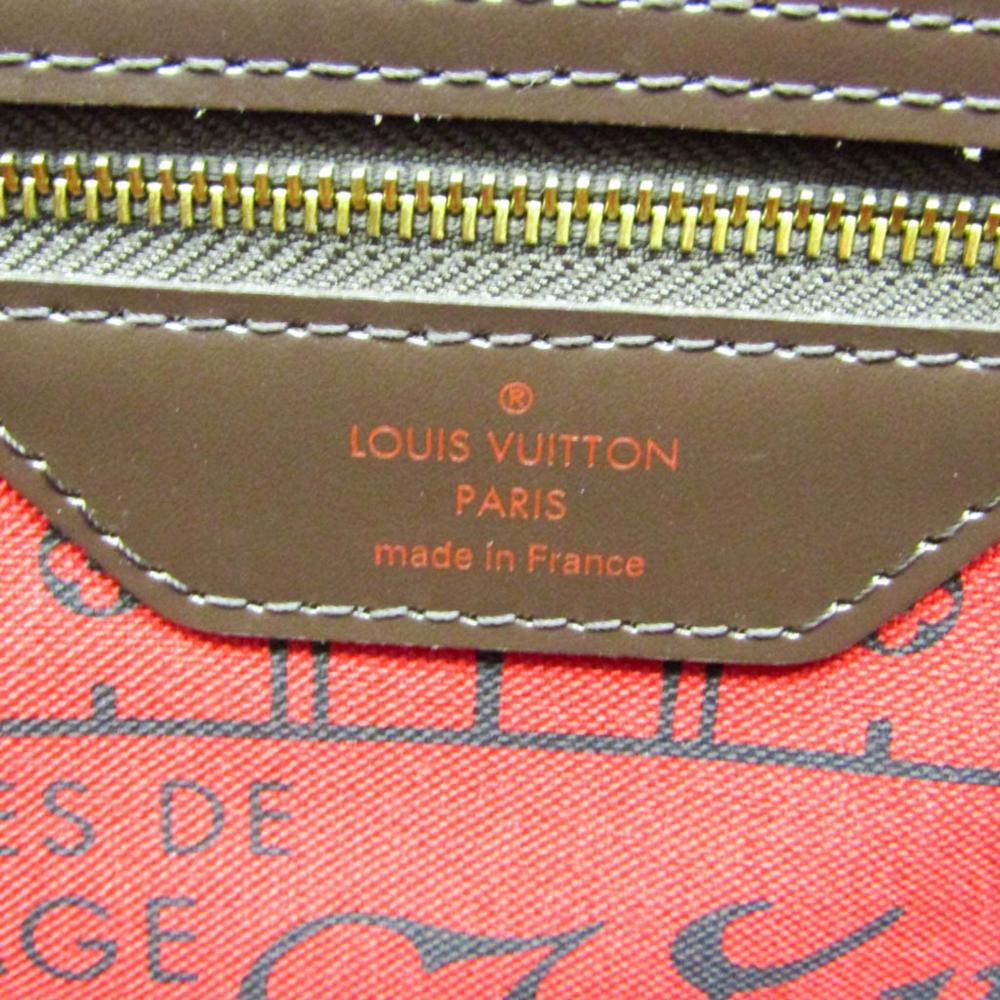 ®
LOUIS VUITTON
PARIS
made in France
ES DE
GE